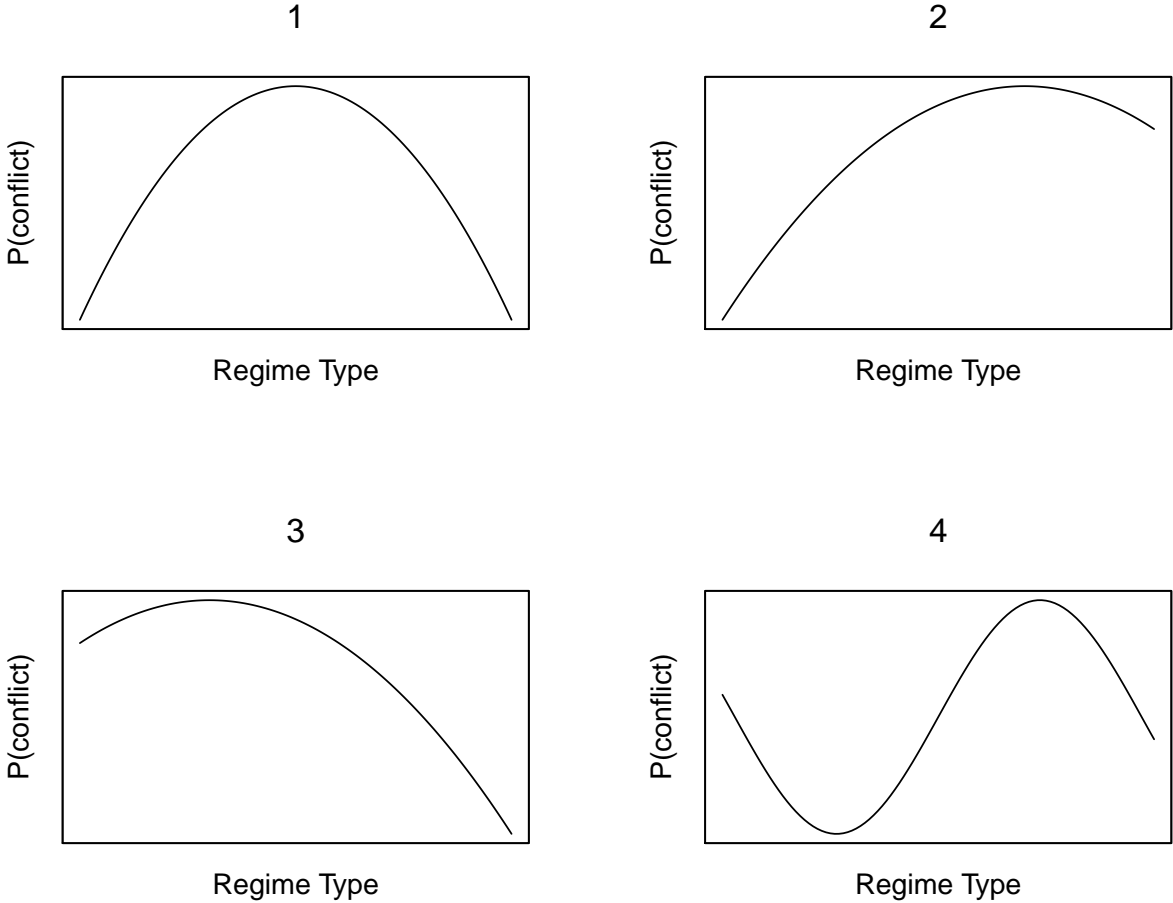 1
P(conflict)
Regime Type
2
P(conflict)
Regime Type
3
P(conflict)
Regime Type
4
P(conflict)
Regime Type